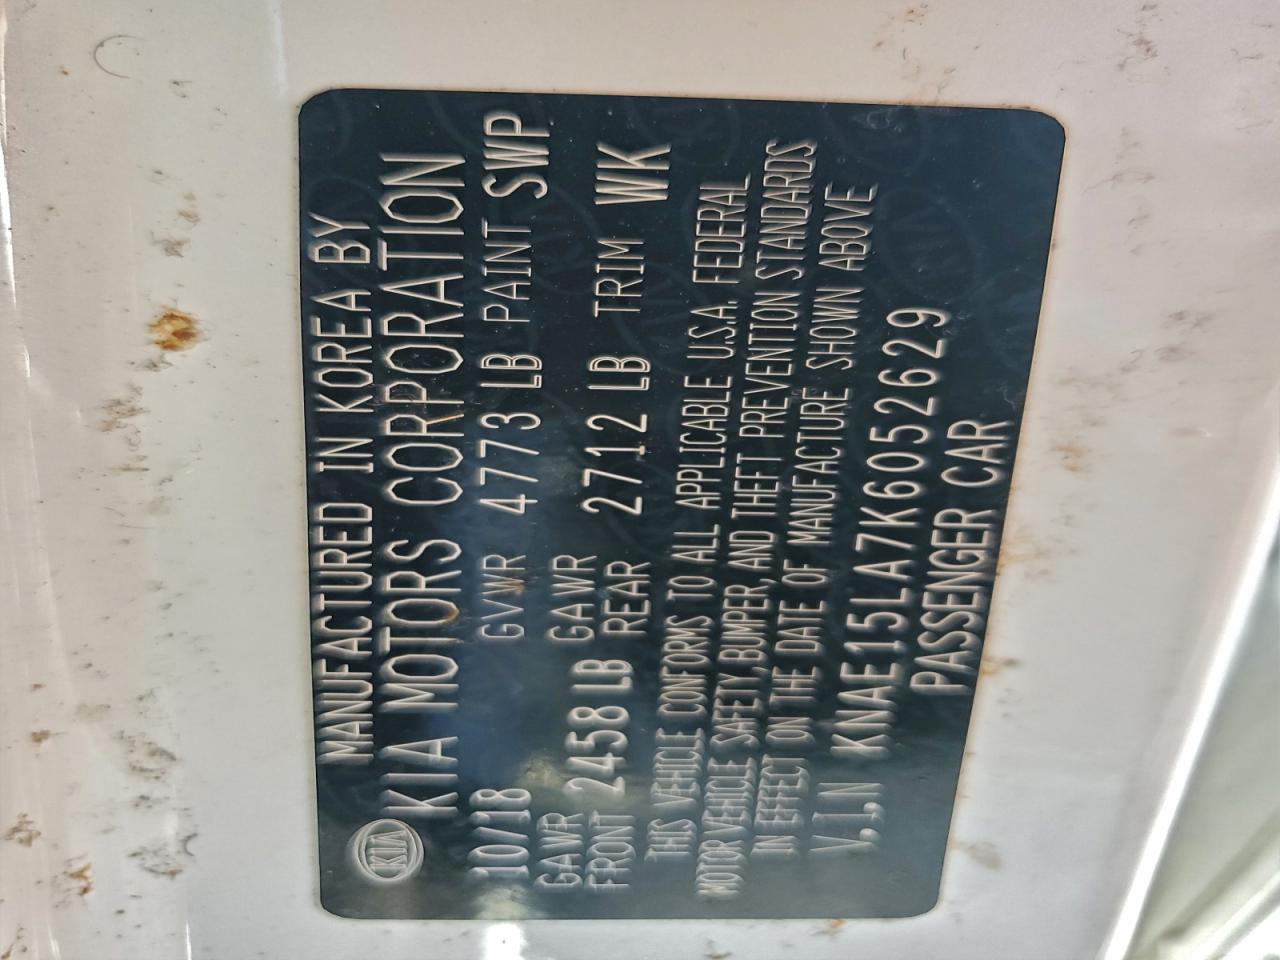 MANUFACTURED IN KOREA BY
KIA KIA MOTORS CORPORATION
10/18 GVWR 4773 LB PAINT SWP
GAWR FRONT 2458 LB GAWR REAR 2712 LB TRIM WK
THIS VEHICLE CONFORMS TO ALL APPLICABLE U.S.A. FEDERAL
MOTOR VEHICLE SAFETY, BUMPER, AND THEFT PREVENTION STANDARDS
IN EFFECT ON THE DATE OF MANUFACTURE SHOWN ABOVE
V.I.N KNAE15LA7K6052629
PASSENGER CAR